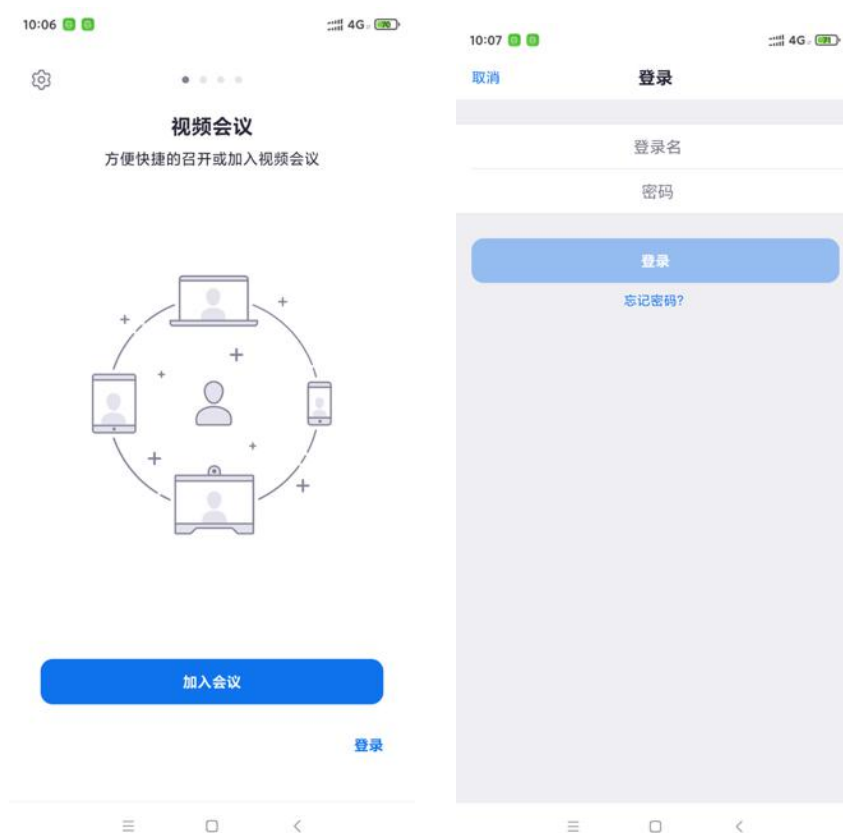 10:06 4G 70
视频会议
方便快捷的召开或加入视频会议
加入会议
登录
10:07 4G 71
取消 登录
登录名
密码
登录
忘记密码?